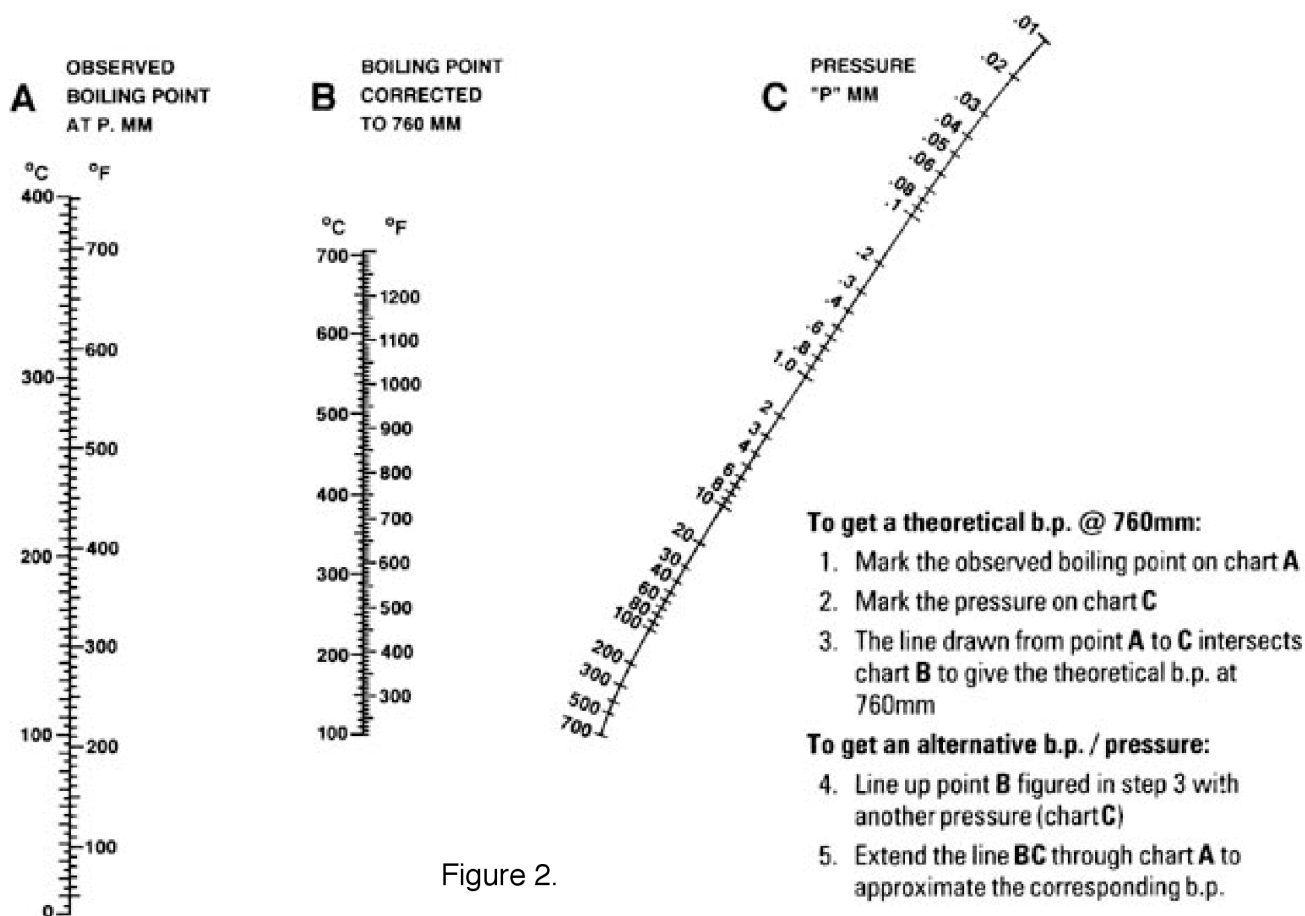 A
OBSERVED
BOILING POINT
AT P. MM
°C
°F
400
300
200
100
0
700
600
500
400
300
200
100
B
BOILING POINT
CORRECTED
TO 760 MM
°C
°F
700
600
500
400
300
200
100
1200
1100
1000
900
800
700
600
500
400
300
C
PRESSURE
"P" MM
.01
.02
.03
.04
.05
.06
.08
.1
.2
.3
.4
.6
.8
1.0
2
3
4
6
8
10
20
30
40
60
80
100
200
300
500
700
To get a theoretical b.p. @ 760mm:
1. Mark the observed boiling point on chart A
2. Mark the pressure on chart C
3. The line drawn from point A to C intersects
chart B to give the theoretical b.p. at
760mm
To get an alternative b.p. / pressure:
4. Line up point B figured in step 3 with
another pressure (chart C)
5. Extend the line BC through chart A to
approximate the corresponding b.p.
Figure 2.